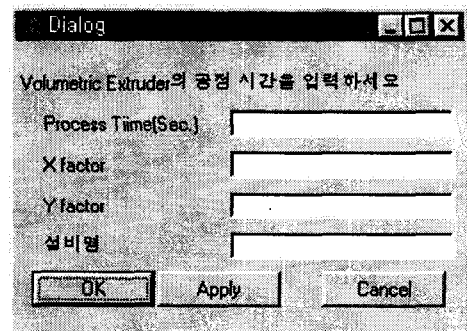 Dialog
Volumetric Extruder의 공정 시간을 입력하세요
Process Tiime(Sec.)
X factor
Y factor
설비명
OK Apply Cancel